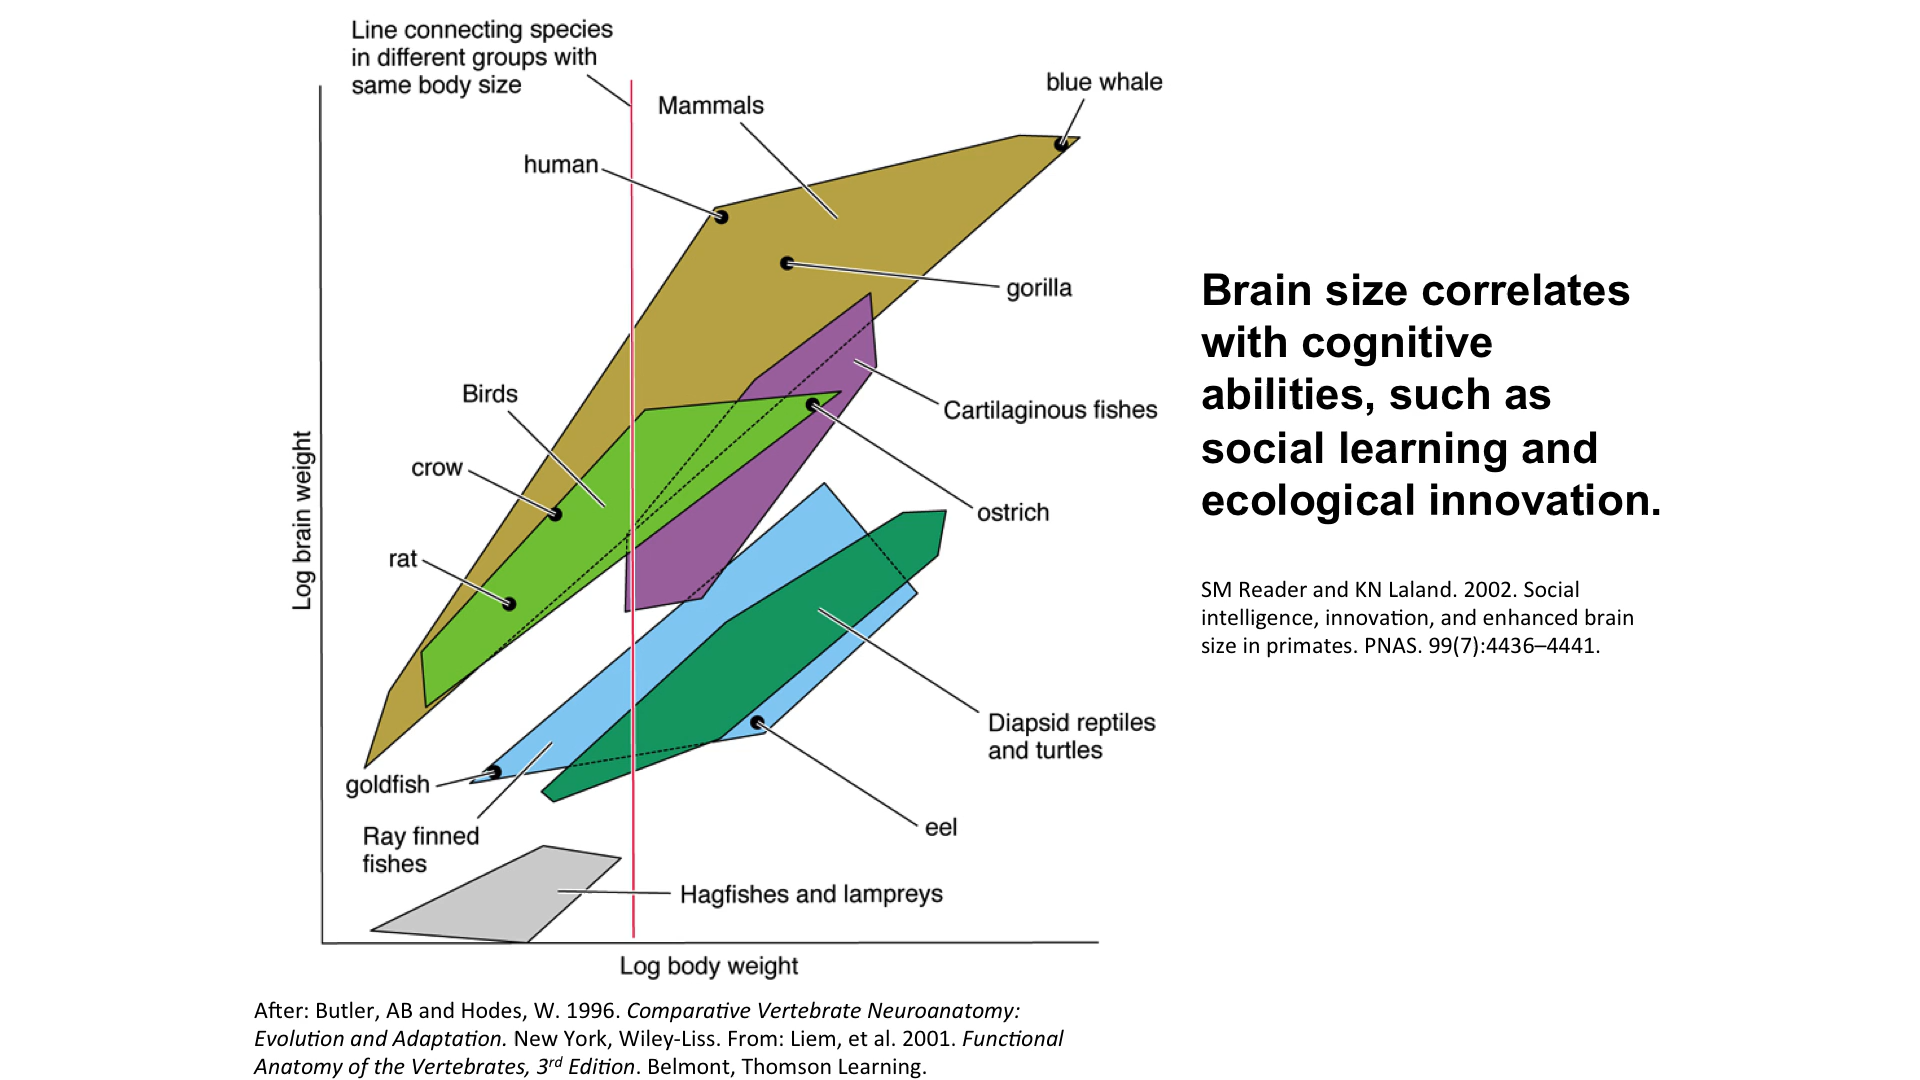 Line connecting species
in different groups with
same body size
Mammals
blue whale
human
gorilla
Birds
Cartilaginous fishes
crow
ostrich
rat
Log brain weight
Diapsid reptiles
and turtles
goldfish
eel
Ray finned
fishes
Hagfishes and lampreys
Log body weight
Brain size correlates
with cognitive
abilities, such as
social learning and
ecological innovation.
SM Reader and KN Laland. 2002. Social
intelligence, innovation, and enhanced brain
size in primates. PNAS. 99(7):4436–4441.
After: Butler, AB and Hodes, W. 1996. Comparative Vertebrate Neuroanatomy:
Evolution and Adaptation. New York, Wiley-Liss. From: Liem, et al. 2001. Functional
Anatomy of the Vertebrates, 3rd Edition. Belmont, Thomson Learning.